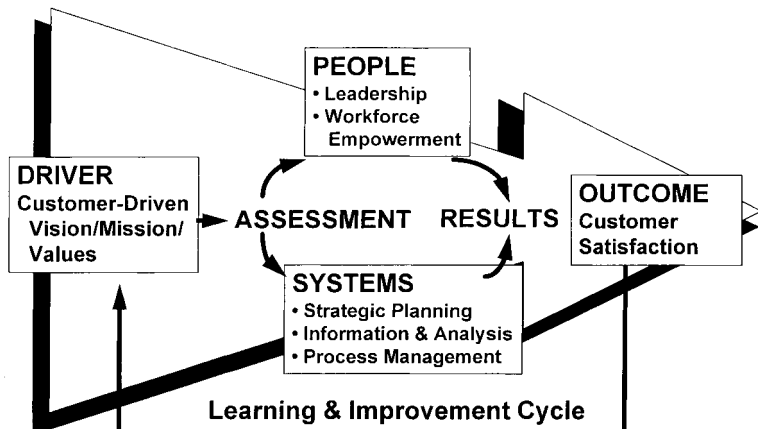 PEOPLE
• Leadership
• Workforce
Empowerment
DRIVER
Customer-Driven
Vision/Mission/
Values
ASSESSMENT
RESULTS
OUTCOME
Customer
Satisfaction
SYSTEMS
• Strategic Planning
• Information & Analysis
• Process Management
Learning & Improvement Cycle